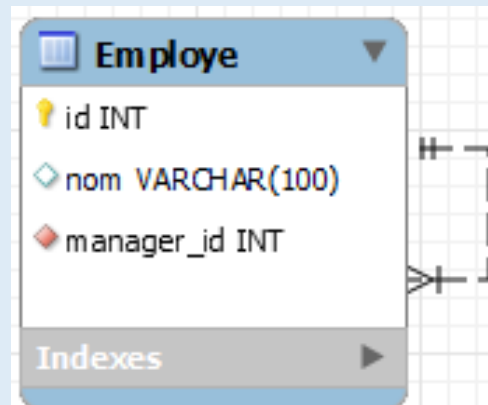 Employe
id INT
nom VARCHAR(100)
manager_id INT
Indexes